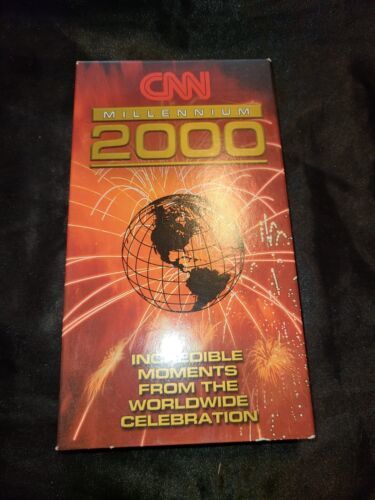 CNN
MILLENNIUM
2000
INCREDIBLE
MOMENTS
FROM THE
WORLDWIDE
CELEBRATION